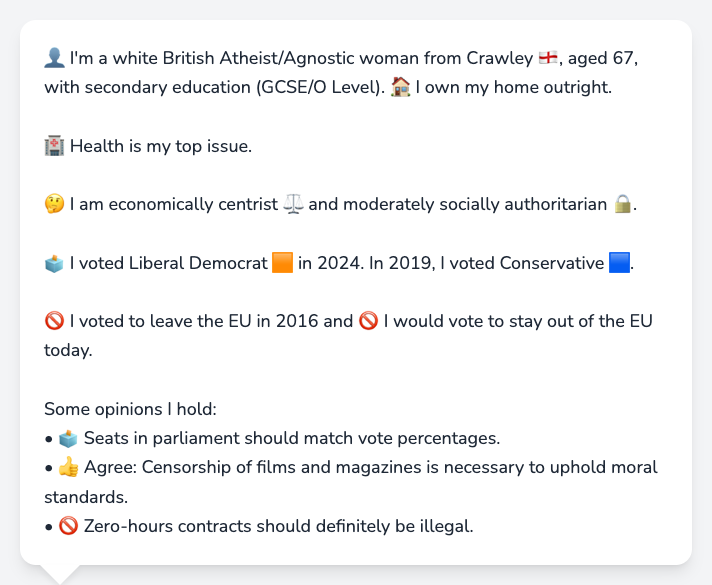 👤 I'm a white British Atheist/Agnostic woman from Crawley 🏴󠁧󠁢󠁥󠁮󠁧󠁿, aged 67,
with secondary education (GCSE/O Level). 🏠 I own my home outright.
🏥 Health is my top issue.
🤔 I am economically centrist ⚖️ and moderately socially authoritarian 🔒.
🗳️ I voted Liberal Democrat 🟧 in 2024. In 2019, I voted Conservative 🟦.
🚫 I voted to leave the EU in 2016 and 🚫 I would vote to stay out of the EU
today.
Some opinions I hold:
• 🗳️ Seats in parliament should match vote percentages.
• 👍 Agree: Censorship of films and magazines is necessary to uphold moral
standards.
• 🚫 Zero-hours contracts should definitely be illegal.